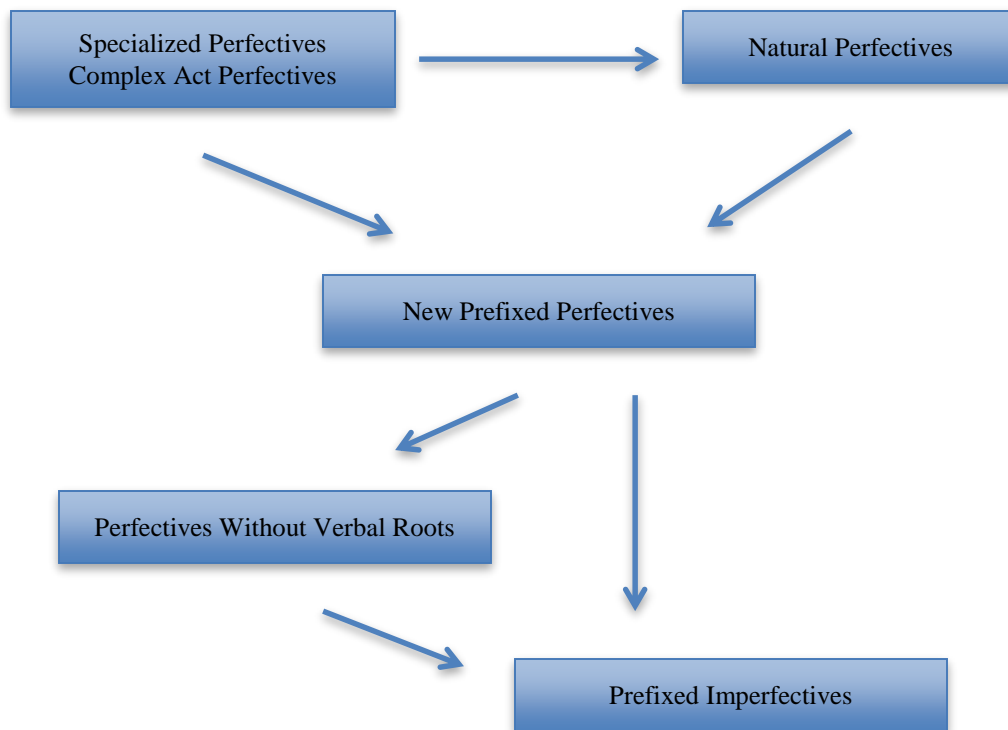 Specialized Perfectives
Complex Act Perfectives
Natural Perfectives
New Prefixed Perfectives
Perfectives Without Verbal Roots
Prefixed Imperfectives